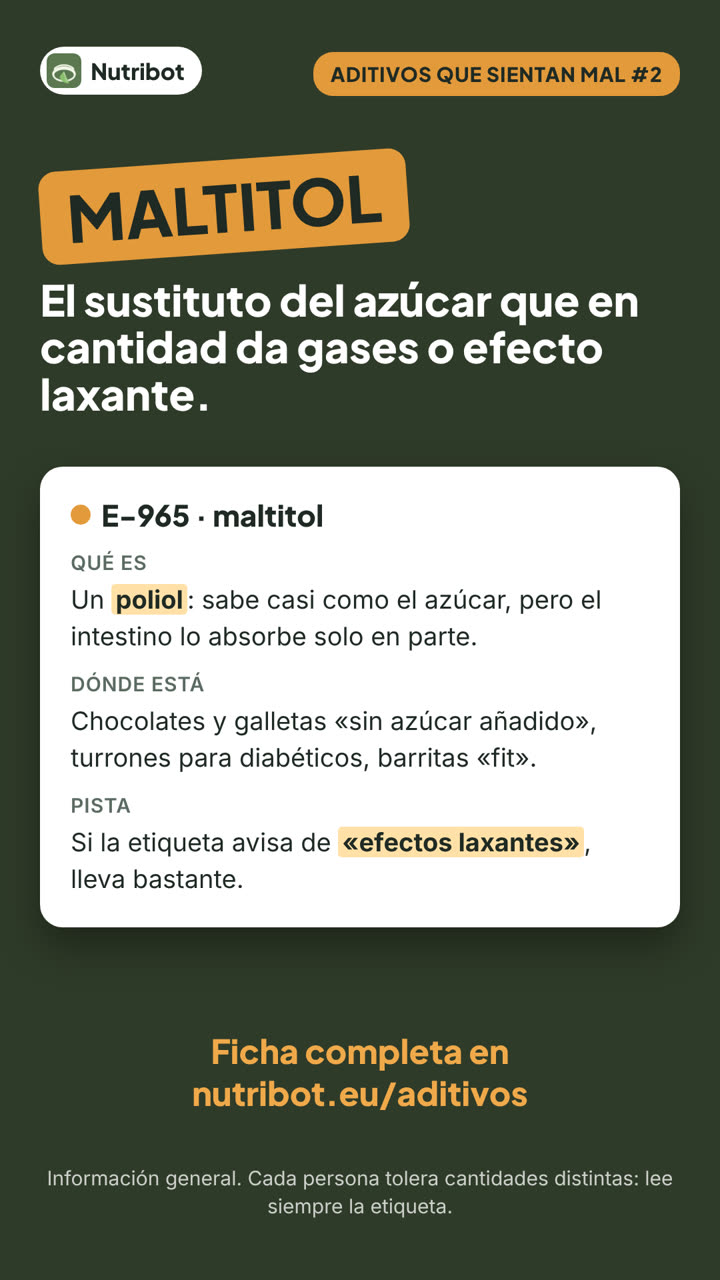 Nutribot
ADITIVOS QUE SIENTAN MAL #2
MALTITOL
El sustituto del azúcar que en
cantidad da gases o efecto
laxante.
E-965 · maltitol
QUÉ ES
Un poliol: sabe casi como el azúcar, pero el
intestino lo absorbe solo en parte.
DÓNDE ESTÁ
Chocolates y galletas «sin azúcar añadido»,
turrones para diabéticos, barritas «fit».
PISTA
Si la etiqueta avisa de «efectos laxantes»,
lleva bastante.
Ficha completa en
nutribot.eu/aditivos
Información general. Cada persona tolera cantidades distintas: lee
siempre la etiqueta.